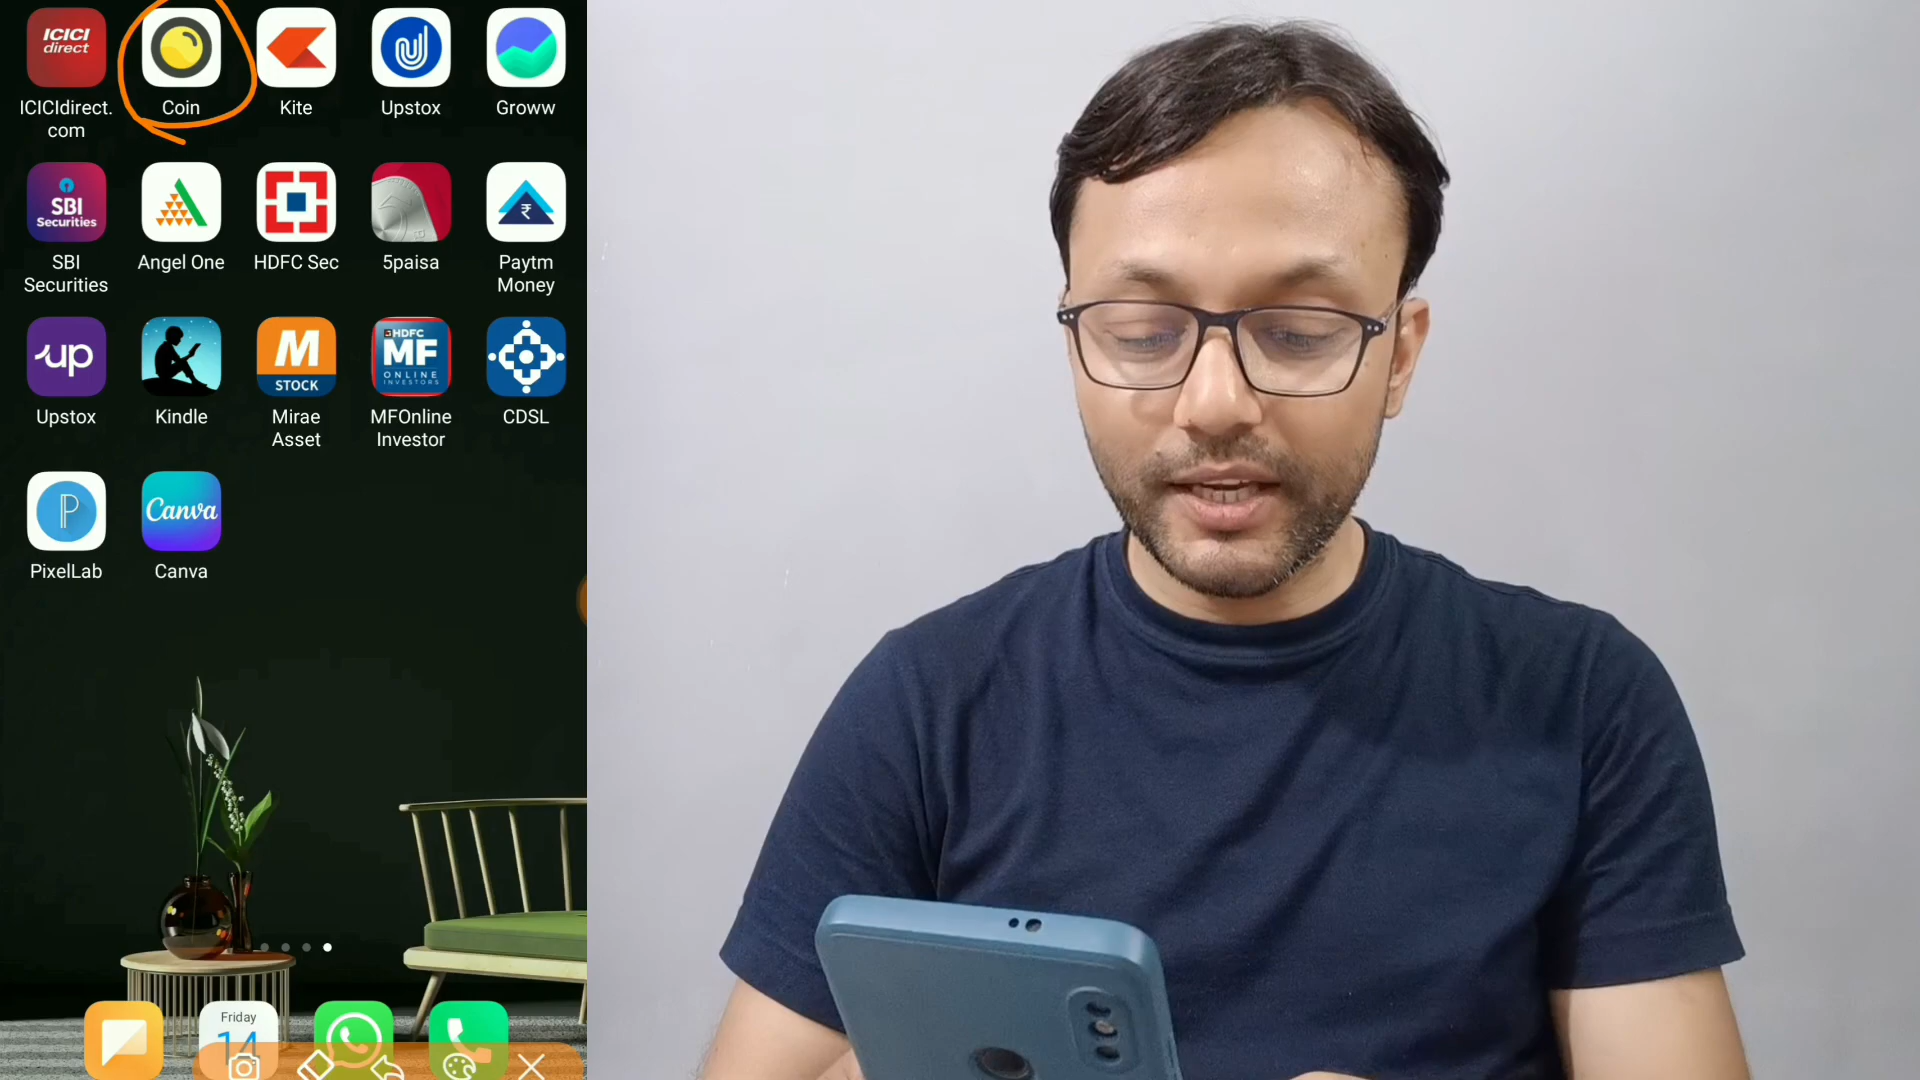 ICICI
direct
ICICIdirect.
com
Coin
Kite
Upstox
Groww
SBI
Securities
SBI
Securities
Angel One
HDFC Sec
5paisa
₹
Paytm
Money
up
Upstox
Kindle
M
STOCK
Mirae
Asset
HDFC
MF
ONLINE
INVESTORS
MFOnline
Investor
CDSL
P
PixelLab
Canva
Canva
Friday
14